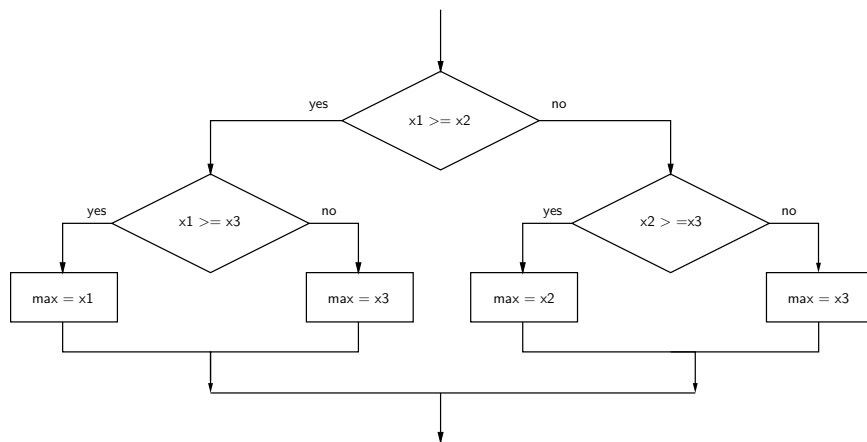 yes
no
x1 >= x2
yes
no
yes
no
x1 >= x3
x2 > =x3
max = x1
max = x3
max = x2
max = x3